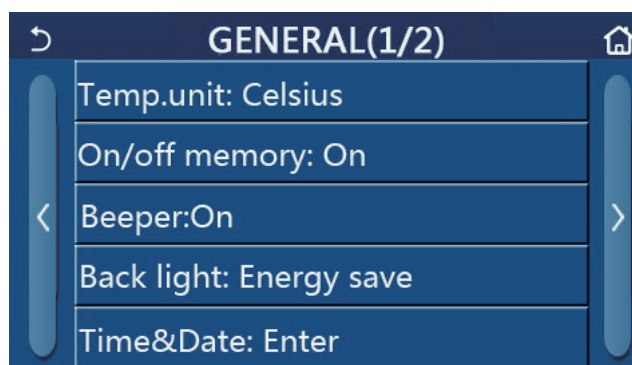 GENERAL(1/2)
Temp.unit: Celsius
On/off memory: On
Beeper:On
Back light: Energy save
Time&Date: Enter